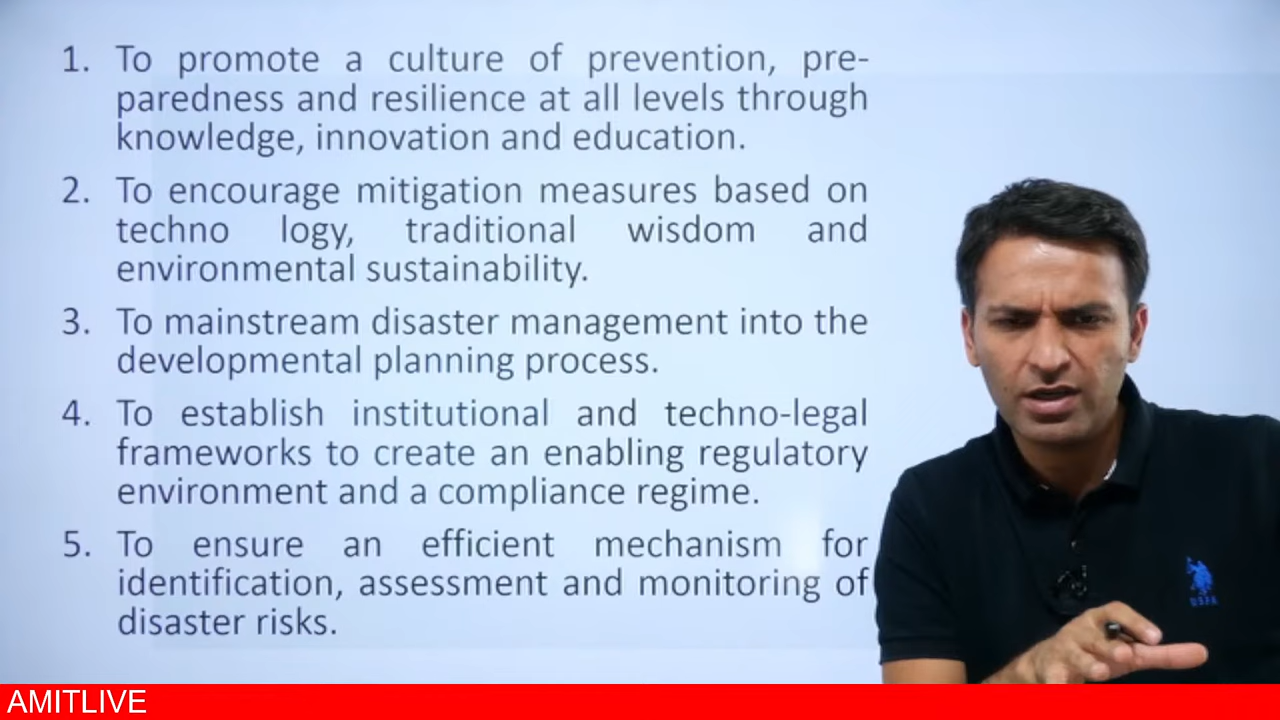 1. To promote a culture of prevention, pre-
paredness and resilience at all levels through
knowledge, innovation and education.
2. To encourage mitigation measures based on
techno logy, traditional wisdom and
environmental sustainability.
3. To mainstream disaster management into the
developmental planning process.
4. To establish institutional and techno-legal
frameworks to create an enabling regulatory
environment and a compliance regime.
5. To ensure an efficient mechanism for
identification, assessment and monitoring of
disaster risks.
AMITLIVE